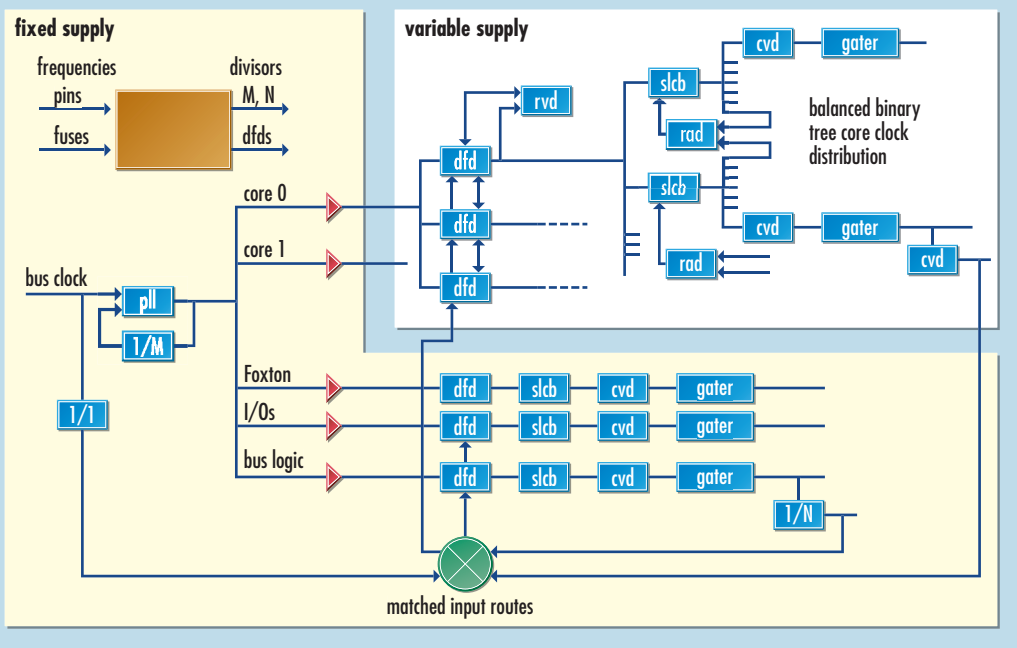 fixed supply
frequencies
divisors
pins
M, N
fuses
dfds
core 0
core 1
bus clock
pll
1/M
1/1
Foxton
I/Os
bus logic
variable supply
rvd
dfd
dfd
dfd
slcb
rad
slcb
rad
cvd
gater
balanced binary
tree core clock
distribution
cvd
gater
cvd
dfd
slcb
cvd
gater
dfd
slcb
cvd
gater
dfd
slcb
cvd
gater
1/N
matched input routes